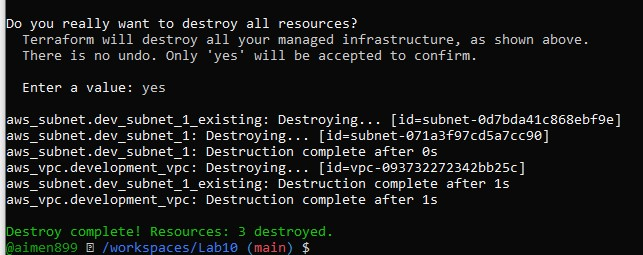 Do you really want to destroy all resources?
  Terraform will destroy all your managed infrastructure, as shown above.
  There is no undo. Only 'yes' will be accepted to confirm.

  Enter a value: yes

aws_subnet.dev_subnet_1_existing: Destroying... [id=subnet-0d7bda41c868ebf9e]
aws_subnet.dev_subnet_1: Destroying... [id=subnet-071a3f97cd5a7cc90]
aws_subnet.dev_subnet_1: Destruction complete after 0s
aws_vpc.development_vpc: Destroying... [id=vpc-093732272342bb25c]
aws_subnet.dev_subnet_1_existing: Destruction complete after 1s
aws_vpc.development_vpc: Destruction complete after 1s

Destroy complete! Resources: 3 destroyed.
@aimen899 /workspaces/Lab10 (main) $